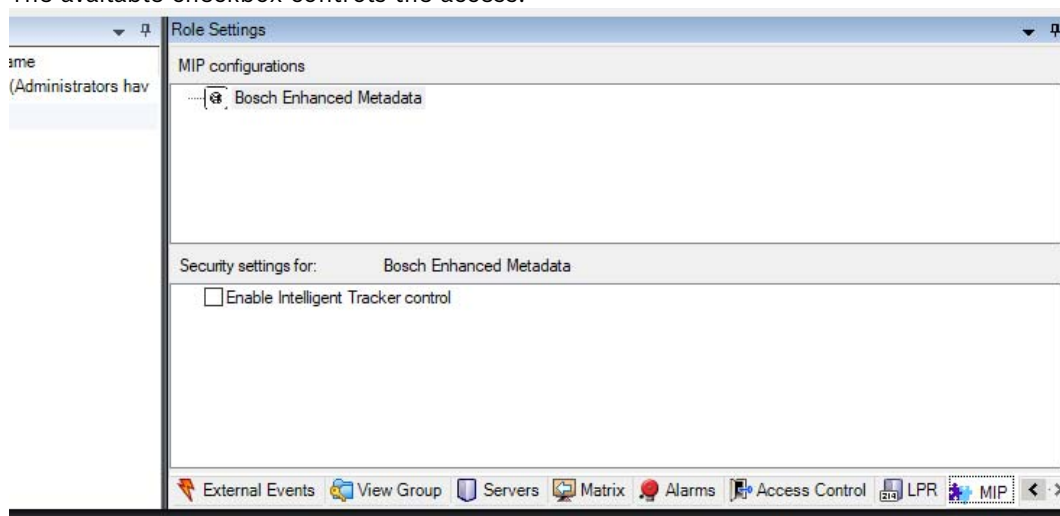 The available checkbox controls the access.
Role Settings
ame
MIP configurations
(Administrators hav
Bosch Enhanced Metadata
Security settings for: Bosch Enhanced Metadata
Enable Intelligent Tracker control
External Events View Group Servers Matrix Alarms Access Control LPR MIP